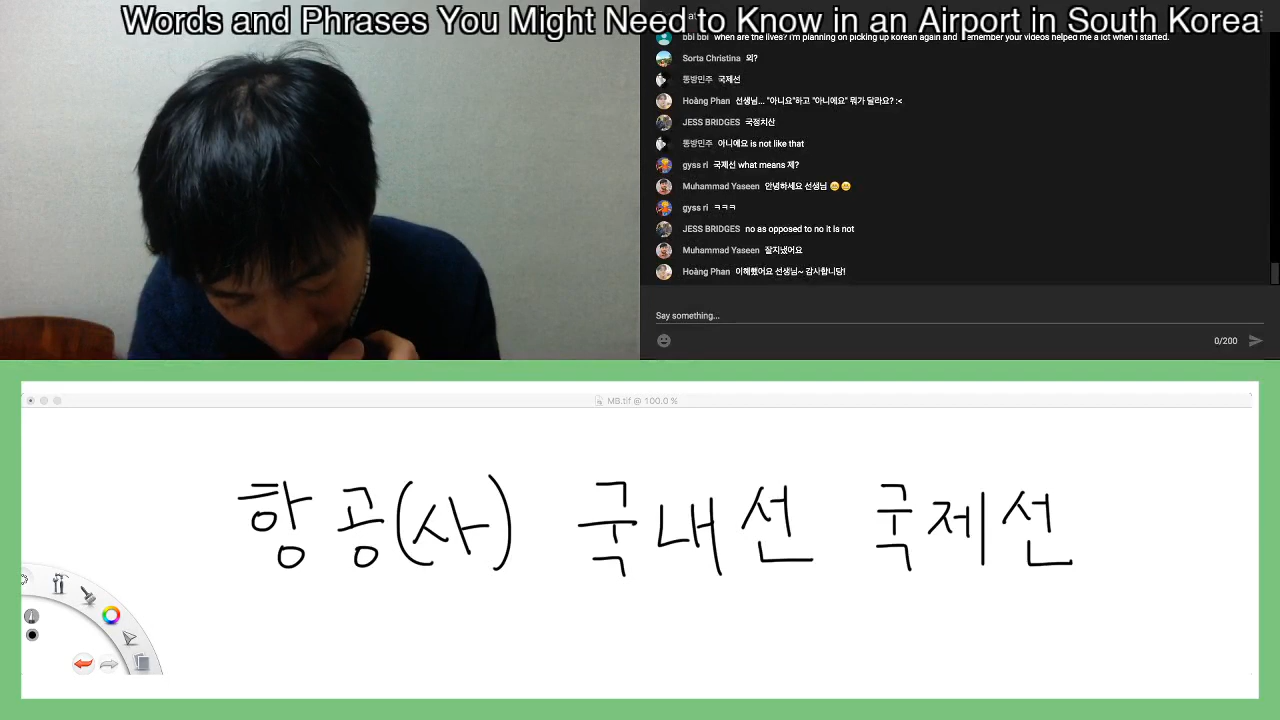 Words and Phrases You Might Need to Know in an Airport in South Korea
bbi bbi when are the lives? i'm planning on picking up korean again and i remember your videos helped me a lot when i started.
Sorta Christina 외?
통방민주 국제선
Hoàng Phan 선생님... "아니요"하고 "아니에요" 뭐가 달라요? :<
JESS BRIDGES 국정치산
통방민주 아니에요 is not like that
gyss ri 국제선 what means 제?
Muhammad Yaseen 안녕하세요 선생님 😊😊
gyss ri ㅋㅋㅋ
JESS BRIDGES no as opposed to no it is not
Muhammad Yaseen 잘지냈어요
Hoàng Phan 이해했어요 선생님~ 감사합니당!
Say something...
0/200
MB.tif @ 100.0 %
항공(사) 국내선 국제선